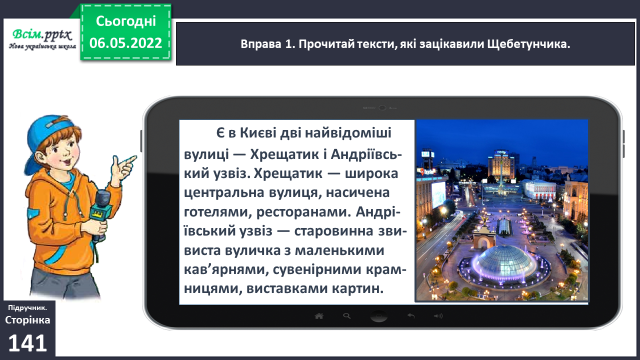 Всім.pptx
Нова українська школа
Сьогодні
06.05.2022
Вправа 1. Прочитай тексти, які зацікавили Щебетунчика.
Є в Києві дві найвідоміші
вулиці — Хрещатик і Андріївсь-
кий узвіз. Хрещатик — широка
центральна вулиця, насичена
готелями, ресторанами. Андрі-
ївський узвіз — старовинна зви-
виста вуличка з маленькими
кав’ярнями, сувенірними крам-
ницями, виставками картин.
Підручник.
Сторінка
141